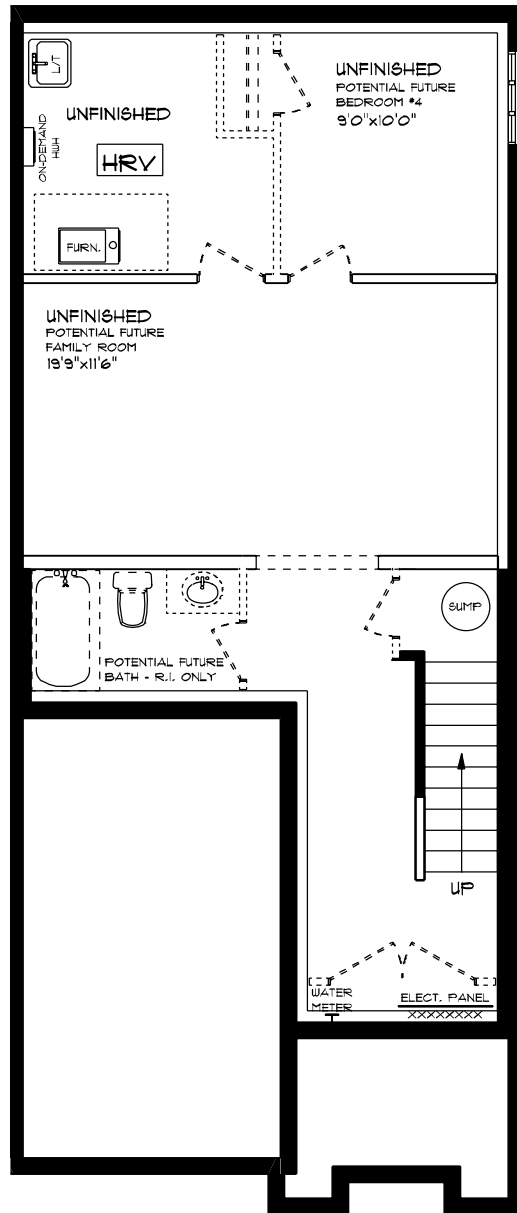 L/T
UNFINISHED
ON-DEMAND
HWH
HRV
FURN.
UNFINISHED
POTENTIAL FUTURE
BEDROOM #4
9'0"x10'0"
UNFINISHED
POTENTIAL FUTURE
FAMILY ROOM
19'9"x11'6"
SUMP
POTENTIAL FUTURE
BATH - R.I. ONLY
UP
WATER
METER
ELECT. PANEL
XXXXXXXX